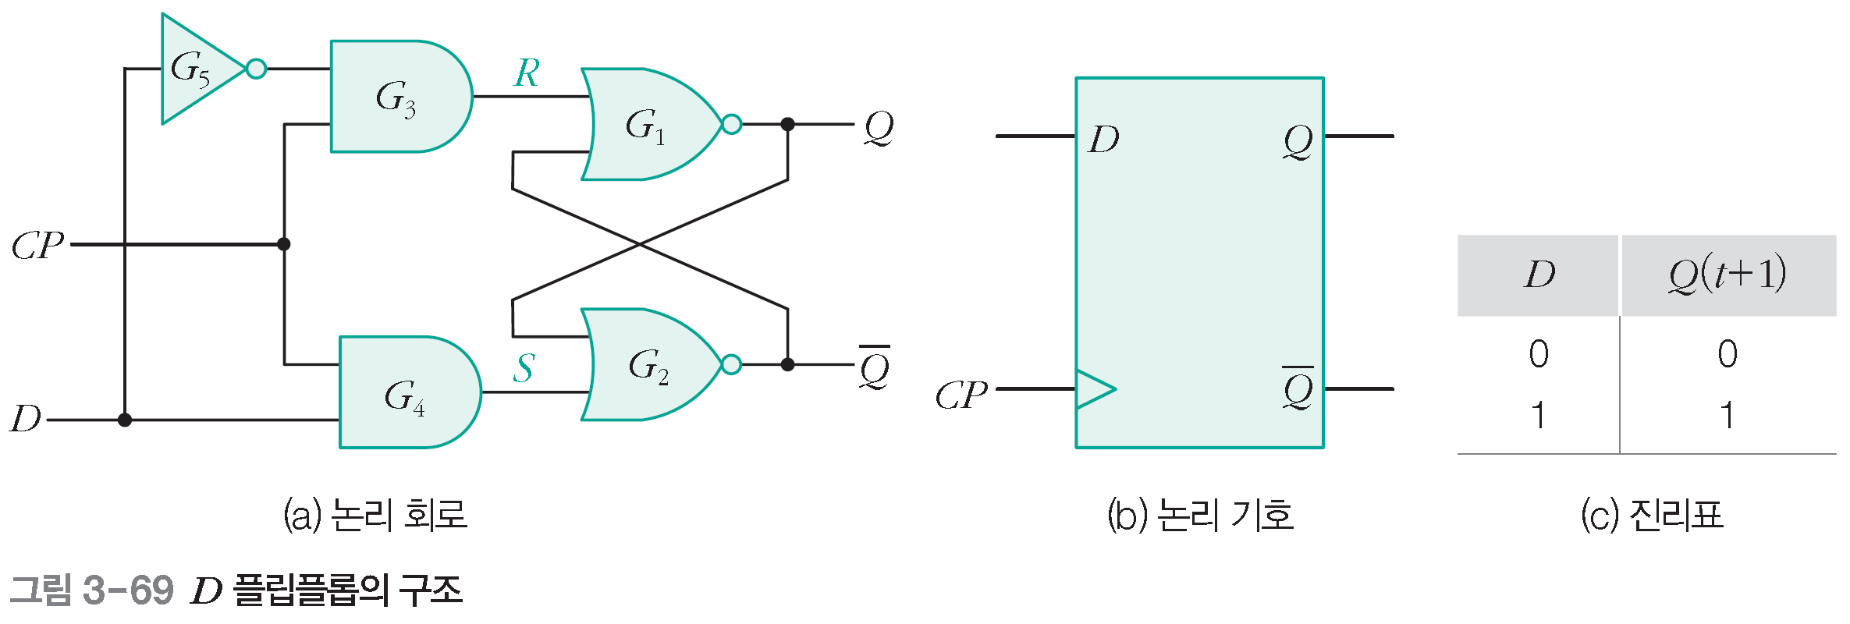 G₅
G₃
R
G₁
Q
CP
D
G₄
S
G₂
Q̅
D
Q
CP
Q̅
D Q(t+1)
0 0
1 1
(a) 논리 회로
(b) 논리 기호
(c) 진리표
그림 3-69 D 플립플롭의 구조